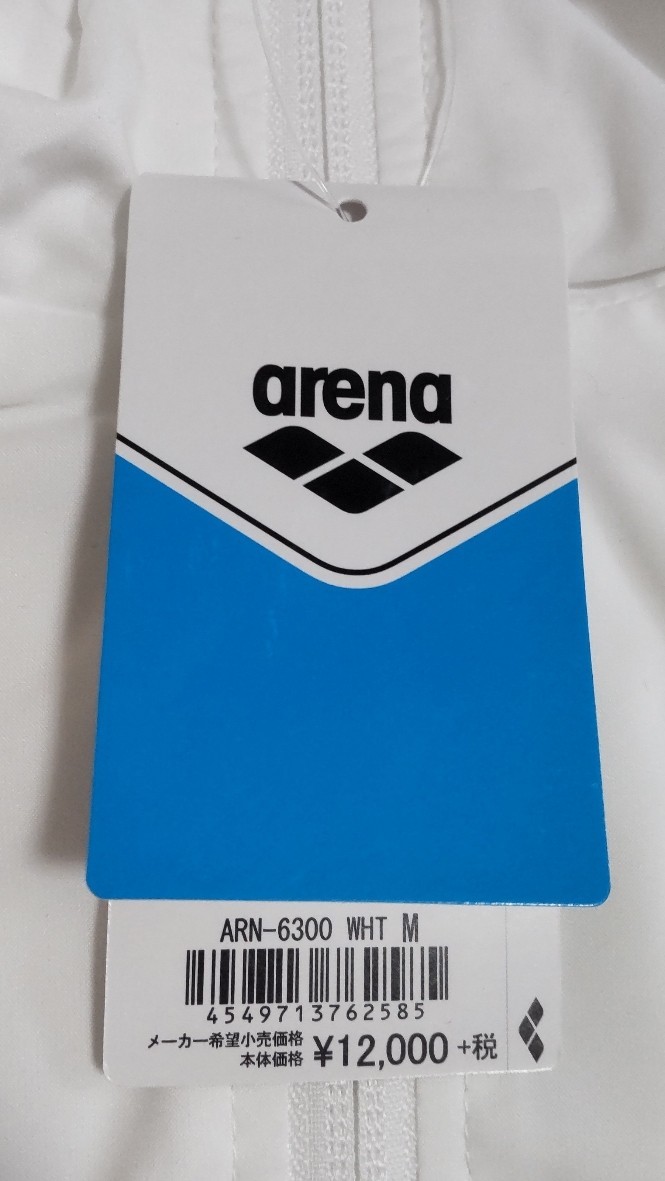 arena
ARN-6300 WHT M
4549713762585
メーカー希望小売価格
本体価格 ¥12,000 +税